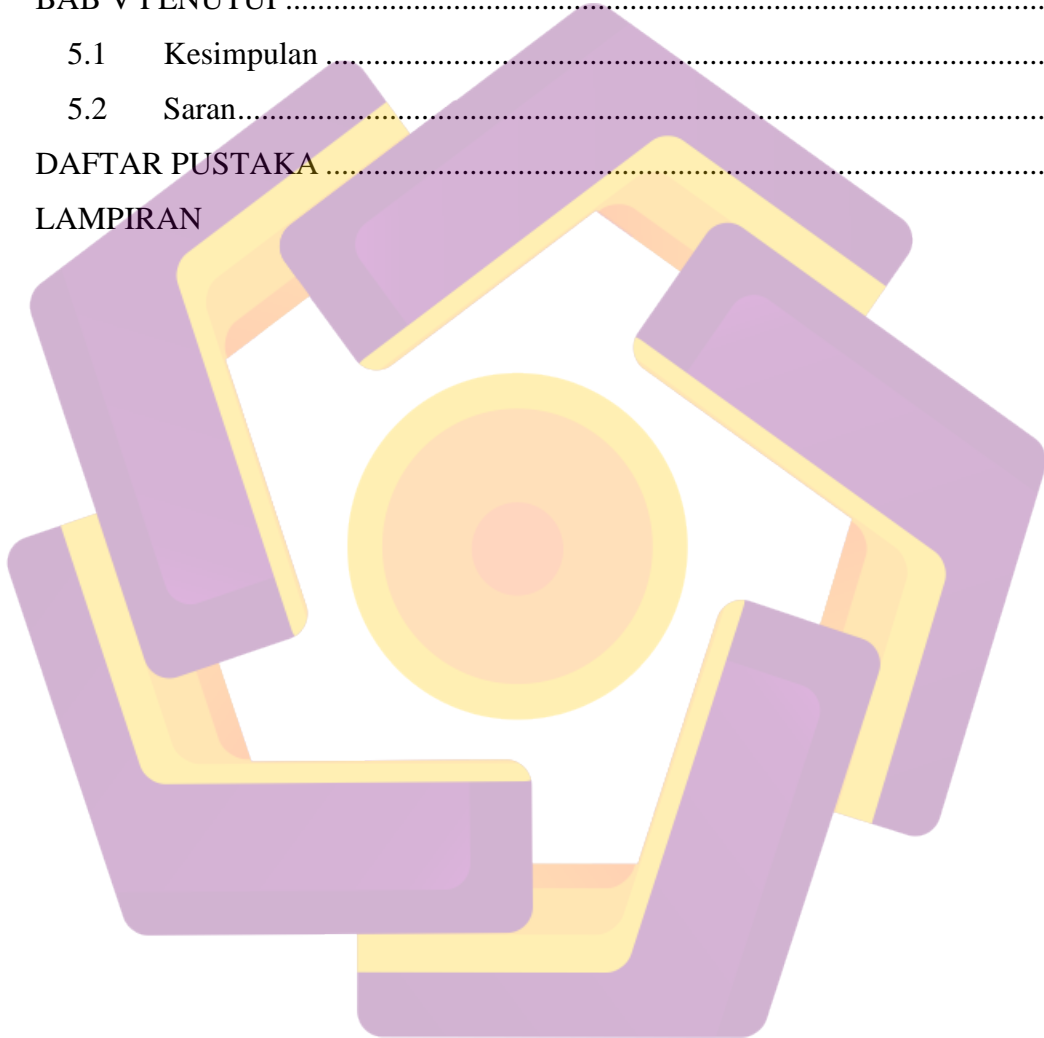 BAB V PENUTUP ........................................................................................
5.1 Kesimpulan ........................................................................................
5.2 Saran........................................................................................
DAFTAR PUSTAKA ........................................................................................
LAMPIRAN